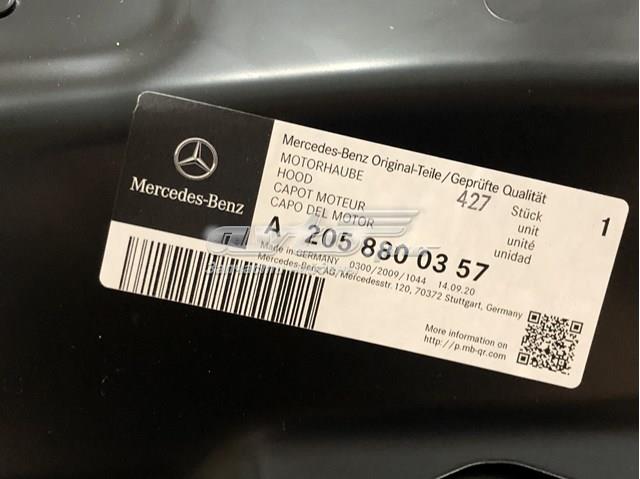 Mercedes-Benz
Mercedes-Benz Original-Teile/Geprüfte Qualität
MOTORHAUBE
HOOD
CAPOT MOTEUR
CAPO DEL MOTOR
427
Stück
unit
unité
unidad
1
A 205 880 03 57
Made in GERMANY 0300/2009/1044 14.09.20
Mercedes-Benz AG/Mercedesstr.120, 70372 Stuttgart, Germany
More information on
http://p.mb-qr.com